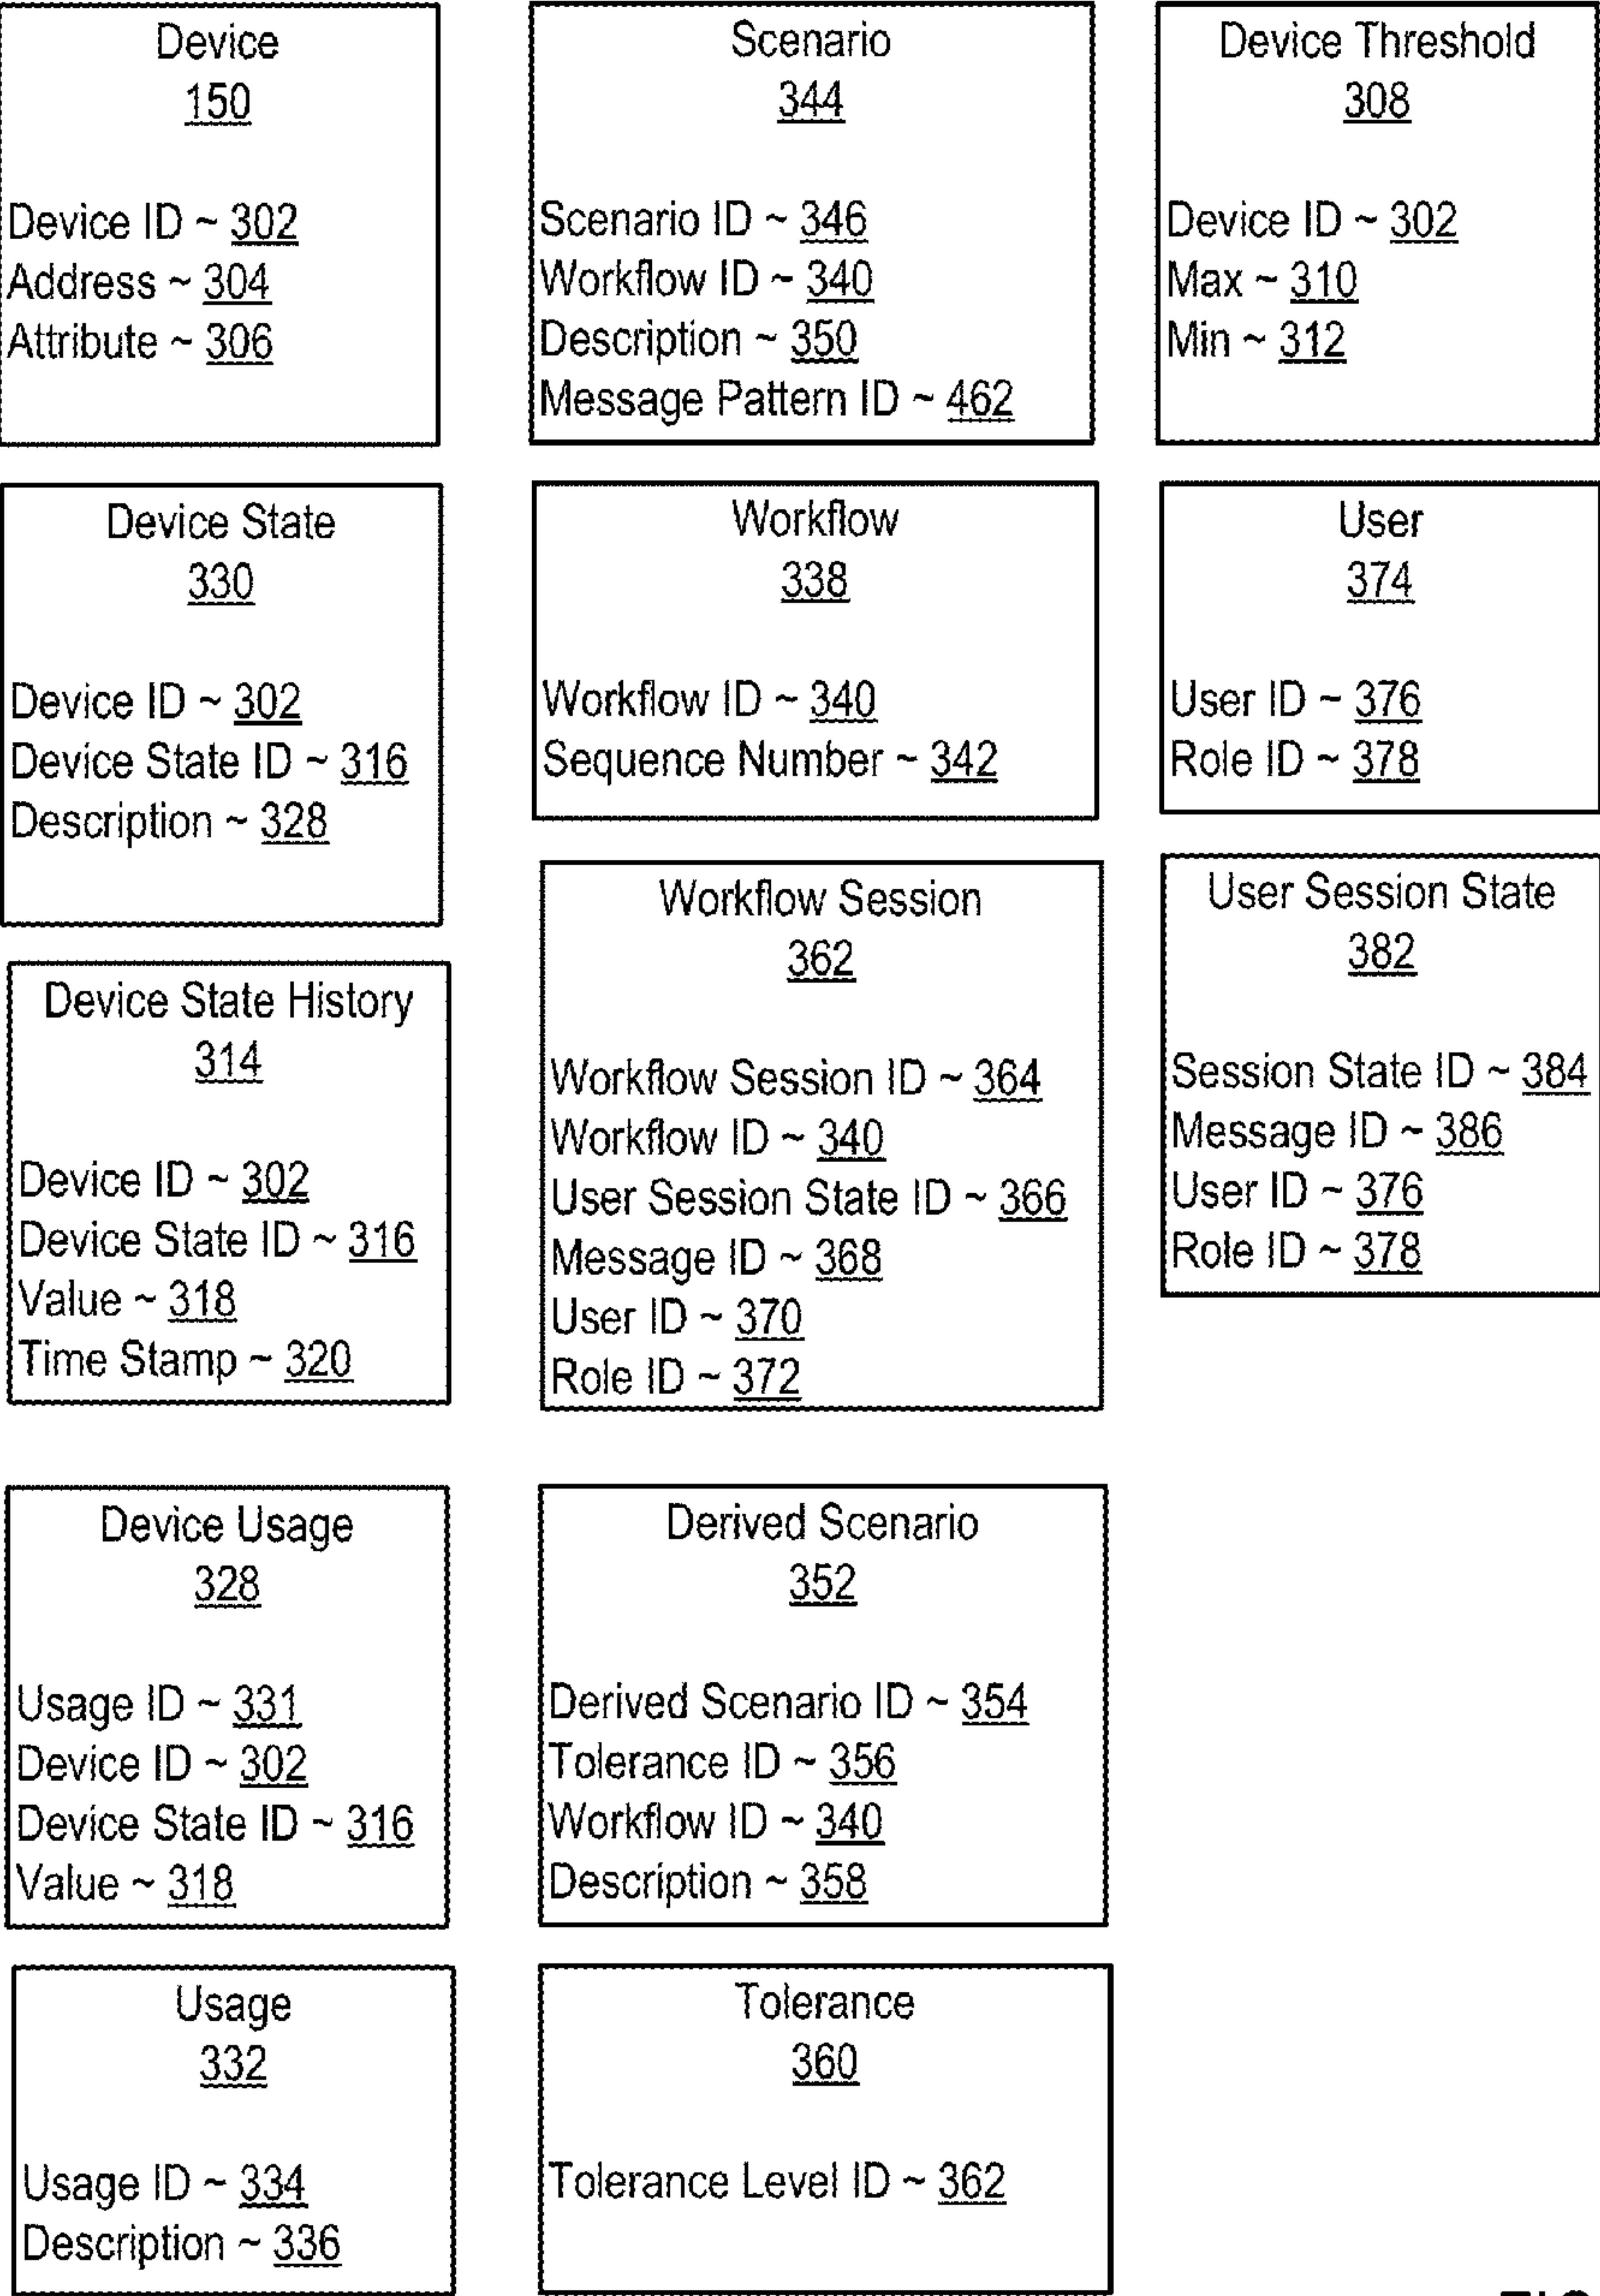 Device
150
Device ID ~ 302
Address ~ 304
Attribute ~ 306
Scenario
344
Scenario ID ~ 346
Workflow ID ~ 340
Description ~ 350
Message Pattern ID ~ 462
Device Threshold
308
Device ID ~ 302
Max ~ 310
Min ~ 312
Device State
330
Device ID ~ 302
Device State ID ~ 316
Description ~ 328
Workflow
338
Workflow ID ~ 340
Sequence Number ~ 342
User
374
User ID ~ 376
Role ID ~ 378
Device State History
314
Device ID ~ 302
Device State ID ~ 316
Value ~ 318
Time Stamp ~ 320
Workflow Session
362
Workflow Session ID ~ 364
Workflow ID ~ 340
User Session State ID ~ 366
Message ID ~ 368
User ID ~ 370
Role ID ~ 372
User Session State
382
Session State ID ~ 384
Message ID ~ 386
User ID ~ 376
Role ID ~ 378
Device Usage
328
Usage ID ~ 331
Device ID ~ 302
Device State ID ~ 316
Value ~ 318
Derived Scenario
352
Derived Scenario ID ~ 354
Tolerance ID ~ 356
Workflow ID ~ 340
Description ~ 358
Usage
332
Usage ID ~ 334
Description ~ 336
Tolerance
360
Tolerance Level ID ~ 362